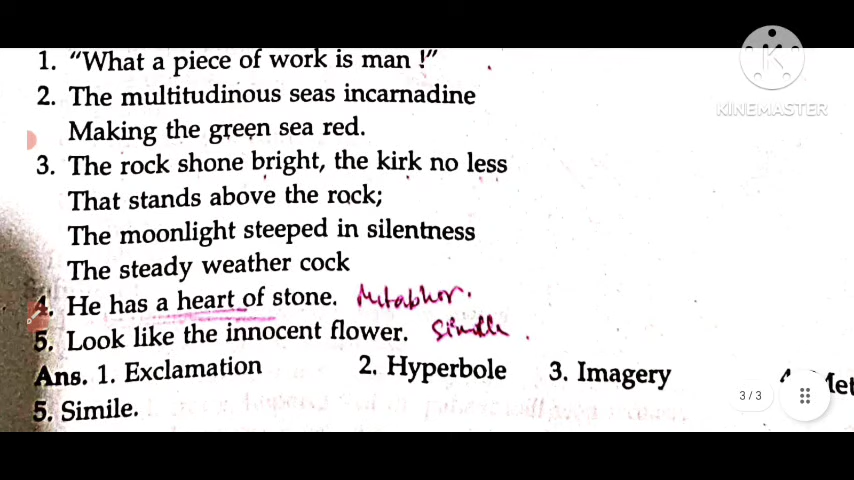 KINEMASTER
1. “What a piece of work is man !”
2. The multitudinous seas incarnadine
Making the green sea red.
3. The rock shone bright, the kirk no less
That stands above the rock;
The moonlight steeped in silentness
The steady weather cock
4. He has a heart of stone. Metaphor.
5. Look like the innocent flower. Simile.
Ans. 1. Exclamation 2. Hyperbole 3. Imagery 4. Met
5. Simile.
3/3